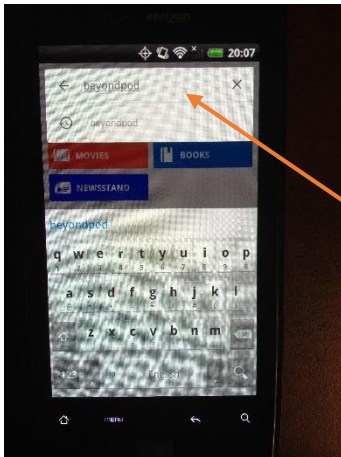 verizon
20:07
beyondpod
beyondpod
MOVIES
BOOKS
NEWSSTAND
beyondpod
q w e r t y u i o p
a s d f g h j k l
z x c v b n m
English
menu